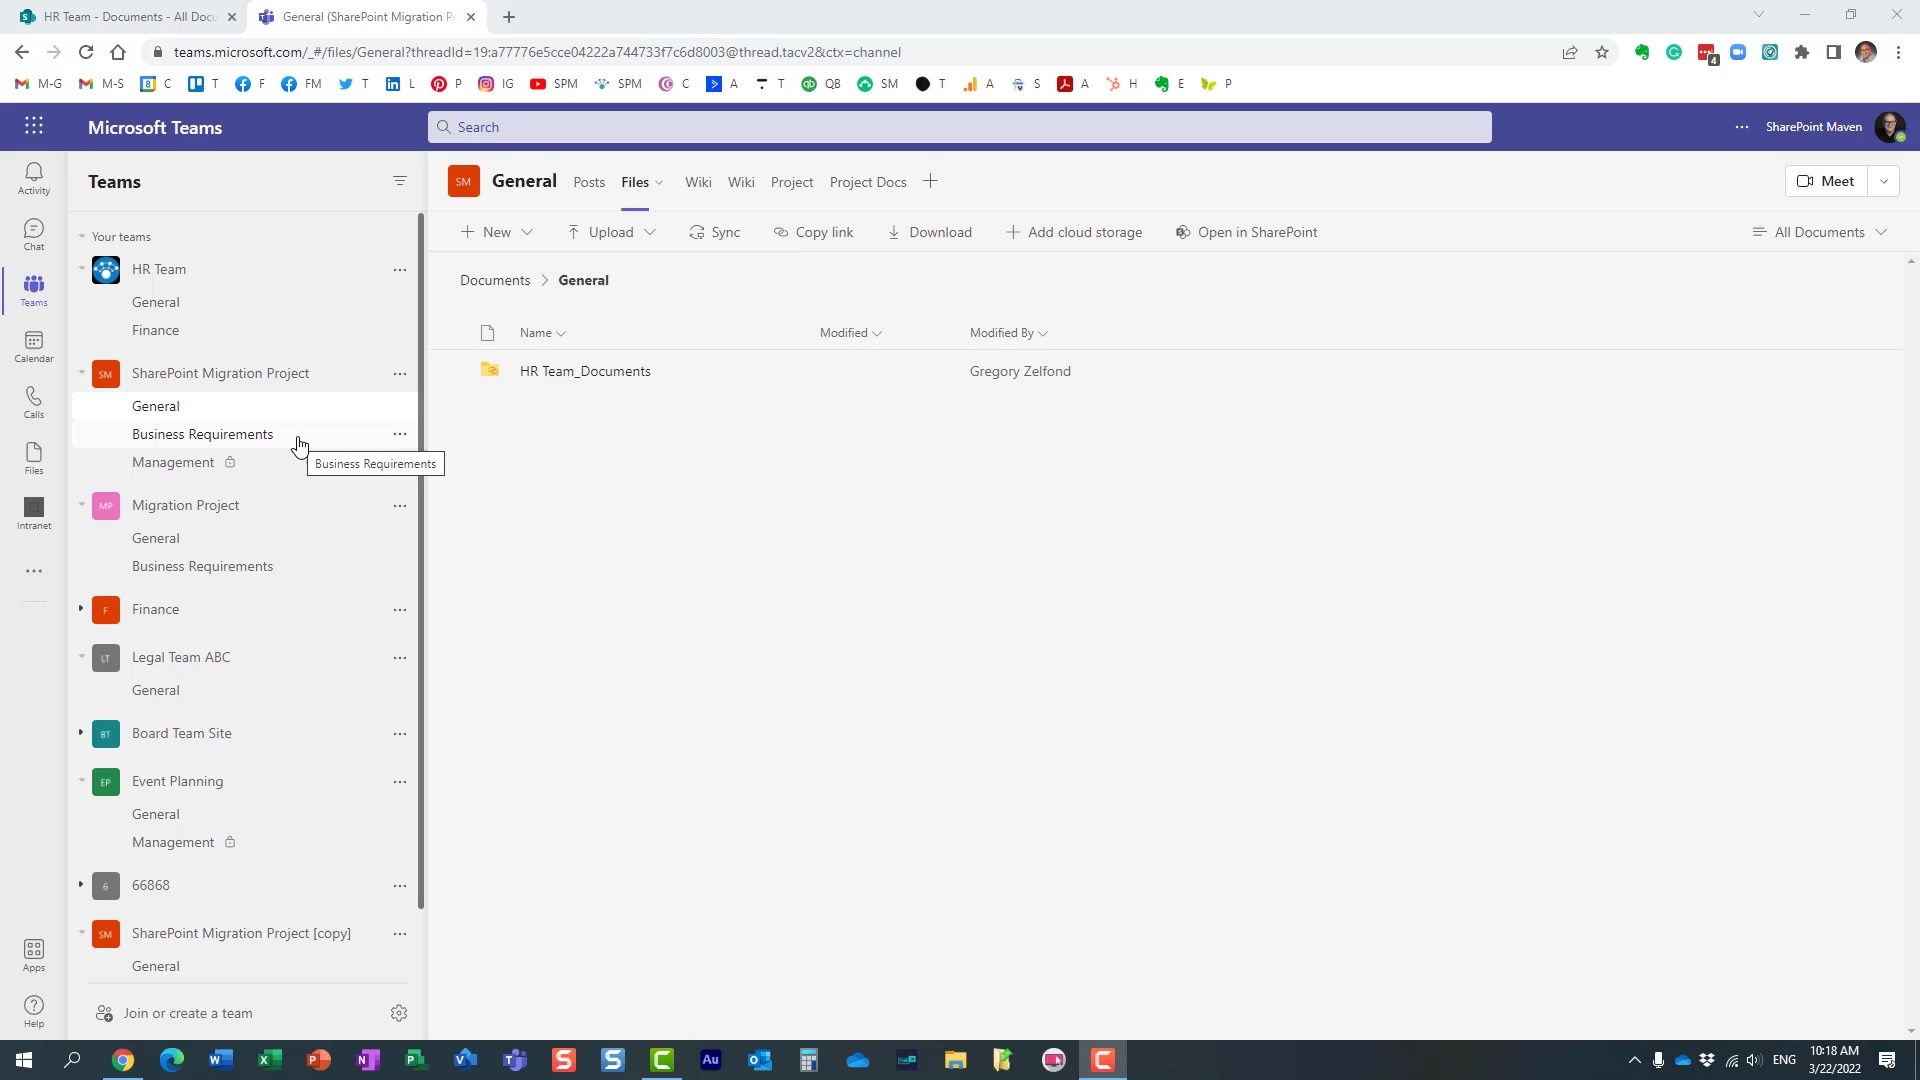 HR Team - Documents - All Docu
General (SharePoint Migration P
teams.microsoft.com/_#/files/General?threadId=19:a77776e5cce04222a744733f7c6d8003@thread.tacv2&ctx=channel
4
M-G
M-S
8
C
T
F
FM
T
L
P
IG
SPM
SPM
C
A
T
QB
SM
T
A
S
A
H
E
P
Microsoft Teams
Search
SharePoint Maven
Activity
Chat
Teams
Calendar
Calls
Files
Intranet
Apps
Help
Teams
Your teams
HR Team
General
Finance
SM
SharePoint Migration Project
General
Business Requirements
Business Requirements
Management
MP
Migration Project
General
Business Requirements
F
Finance
LT
Legal Team ABC
General
BT
Board Team Site
EP
Event Planning
General
Management
6
66868
SM
SharePoint Migration Project [copy]
General
Join or create a team
SM
General
Posts
Files
Wiki
Wiki
Project
Project Docs
Meet
New
Upload
Sync
Copy link
Download
Add cloud storage
Open in SharePoint
All Documents
Documents > General
Name
Modified
Modified By
HR Team_Documents
Gregory Zelfond
Au
ENG
10:18 AM
3/22/2022